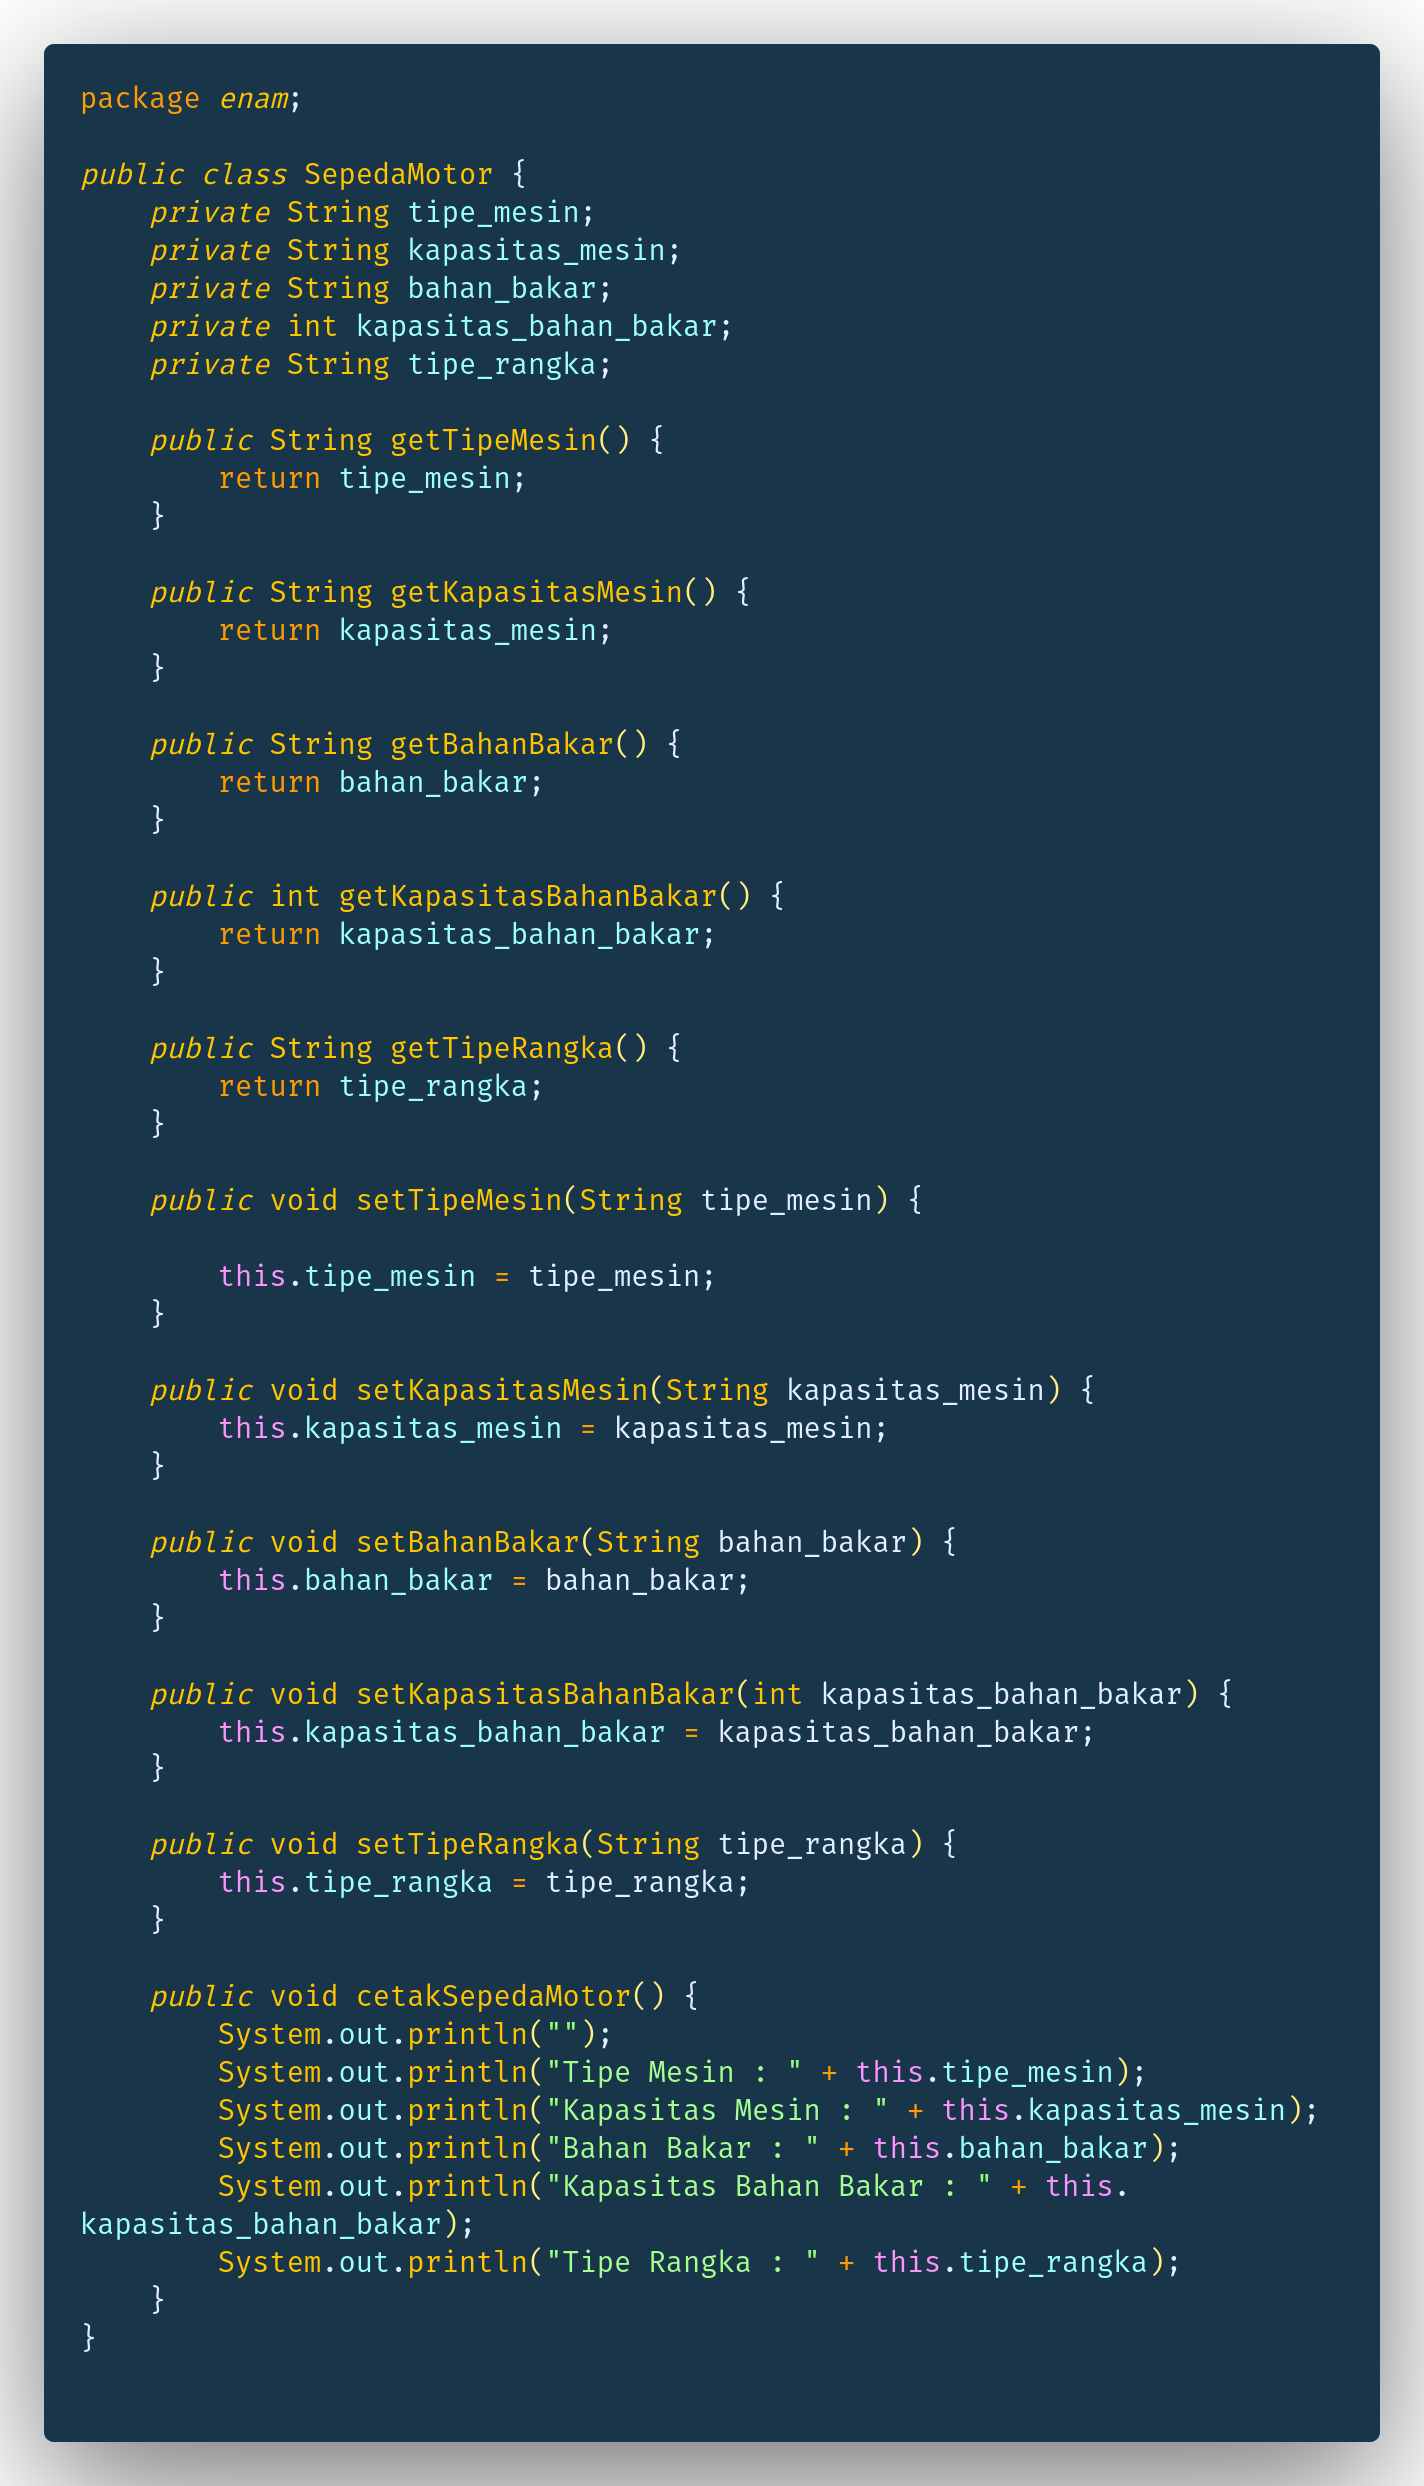 package enam;

public class SepedaMotor {
    private String tipe_mesin;
    private String kapasitas_mesin;
    private String bahan_bakar;
    private int kapasitas_bahan_bakar;
    private String tipe_rangka;

    public String getTipeMesin() {
        return tipe_mesin;
    }

    public String getKapasitasMesin() {
        return kapasitas_mesin;
    }

    public String getBahanBakar() {
        return bahan_bakar;
    }

    public int getKapasitasBahanBakar() {
        return kapasitas_bahan_bakar;
    }

    public String getTipeRangka() {
        return tipe_rangka;
    }

    public void setTipeMesin(String tipe_mesin) {

        this.tipe_mesin = tipe_mesin;
    }

    public void setKapasitasMesin(String kapasitas_mesin) {
        this.kapasitas_mesin = kapasitas_mesin;
    }

    public void setBahanBakar(String bahan_bakar) {
        this.bahan_bakar = bahan_bakar;
    }

    public void setKapasitasBahanBakar(int kapasitas_bahan_bakar) {
        this.kapasitas_bahan_bakar = kapasitas_bahan_bakar;
    }

    public void setTipeRangka(String tipe_rangka) {
        this.tipe_rangka = tipe_rangka;
    }

    public void cetakSepedaMotor() {
        System.out.println("");
        System.out.println("Tipe Mesin : " + this.tipe_mesin);
        System.out.println("Kapasitas Mesin : " + this.kapasitas_mesin);
        System.out.println("Bahan Bakar : " + this.bahan_bakar);
        System.out.println("Kapasitas Bahan Bakar : " + this.
kapasitas_bahan_bakar);
        System.out.println("Tipe Rangka : " + this.tipe_rangka);
    }
}